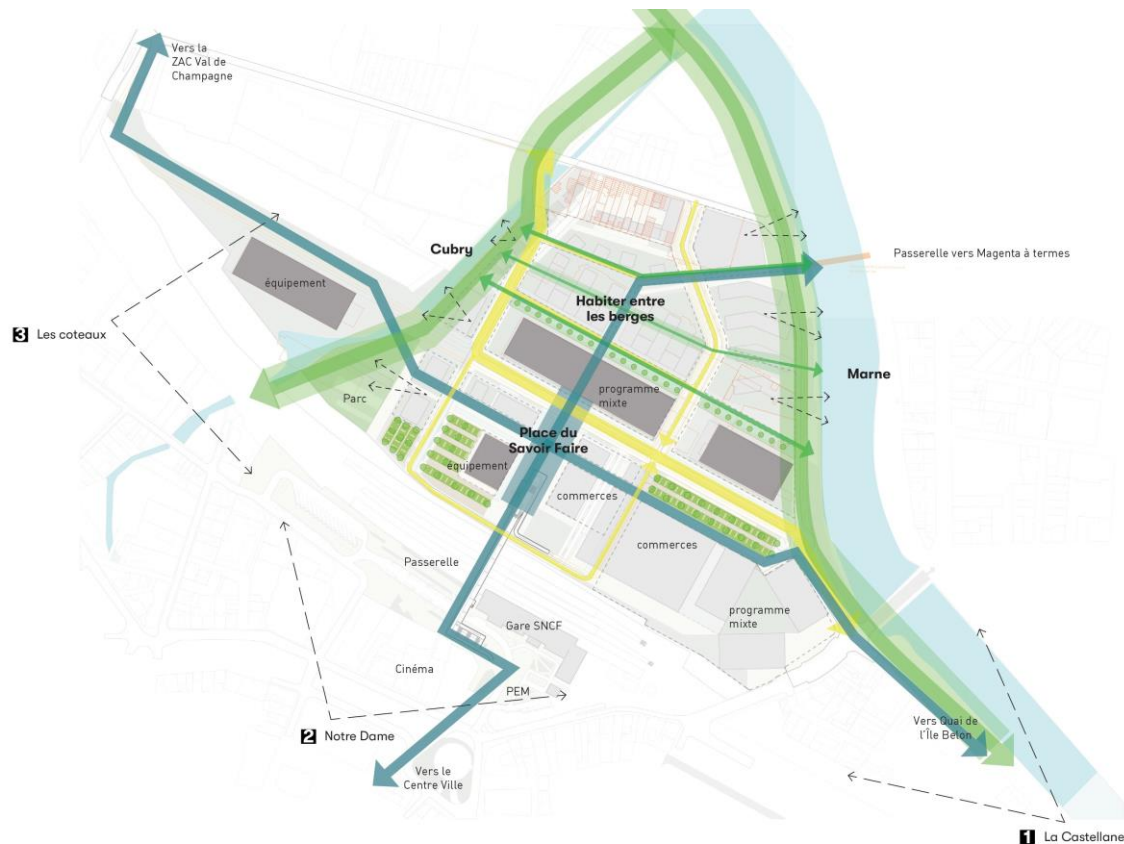 Vers la
ZAC Val de
Champagne
Cubry
Passerelle vers Magenta à termes
équipement
Habiter entre
les berges
3 Les coteaux
Marne
programme
mixte
Parc
Place du
Savoir Faire
équipement
commerces
commerces
Passerelle
programme
mixte
Gare SNCF
Cinéma
PEM
2 Notre Dame
Vers Quai de
l'Île Belon
Vers le
Centre Ville
1 La Castellane